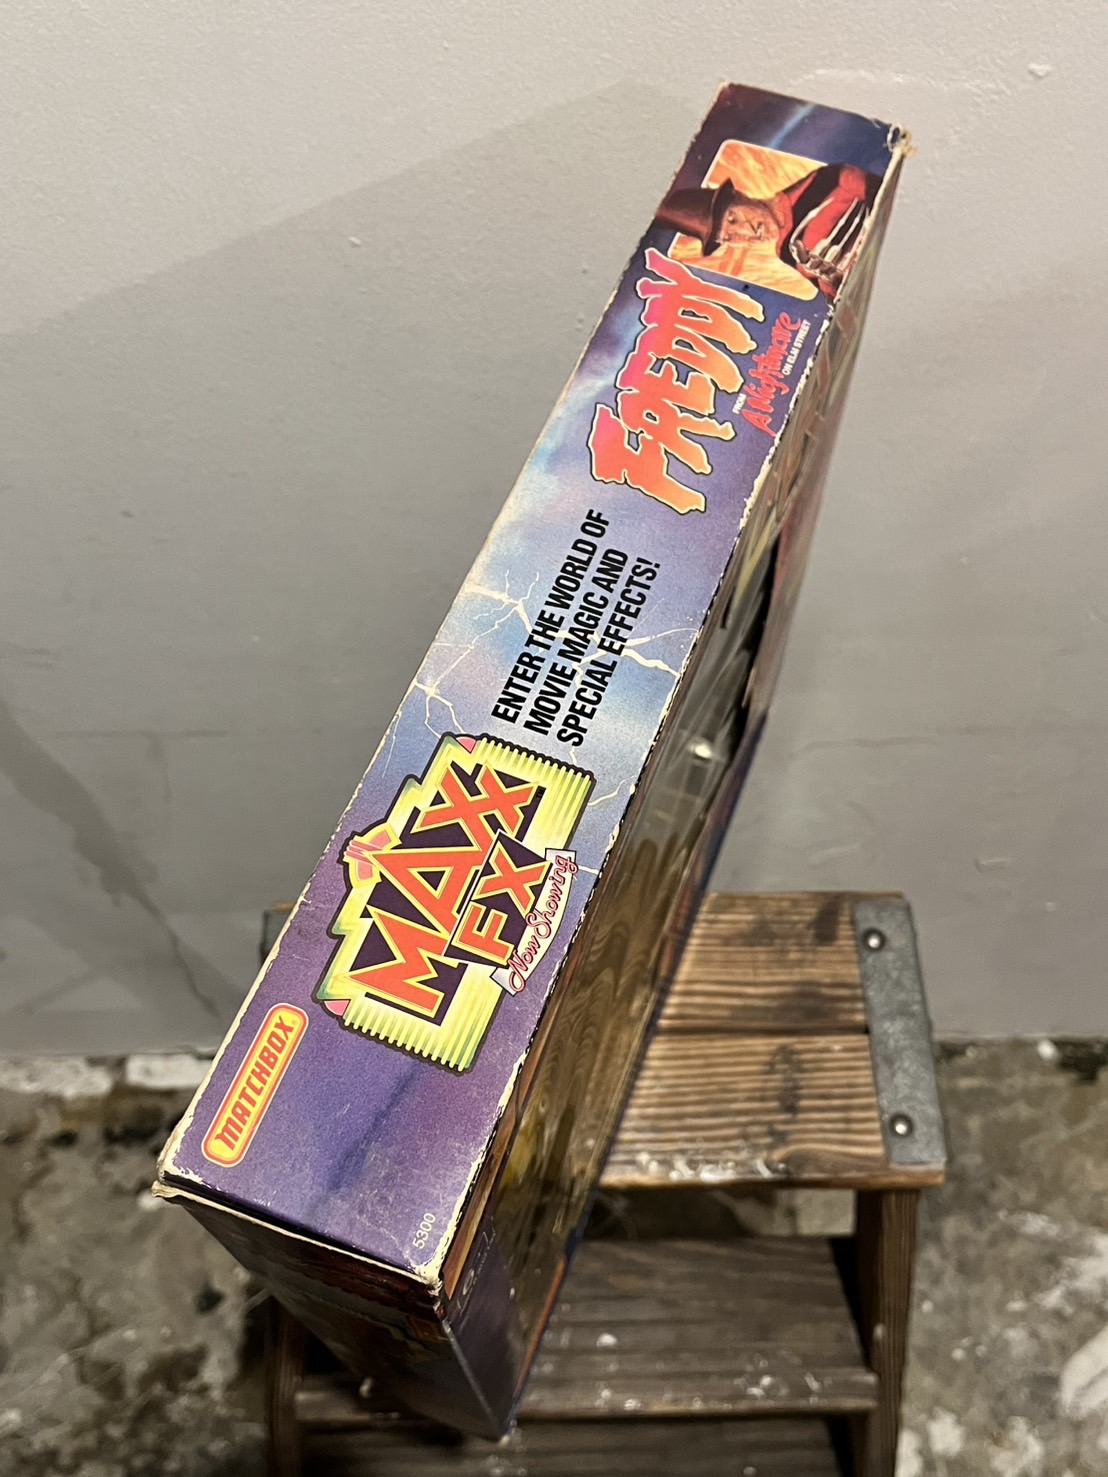 FREDDY
FROM
A Nightmare
ON ELM STREET
ENTER THE WORLD OF
MOVIE MAGIC AND
SPECIAL EFFECTS!
MAXX
FX
Now Showing
MATCHBOX
5300